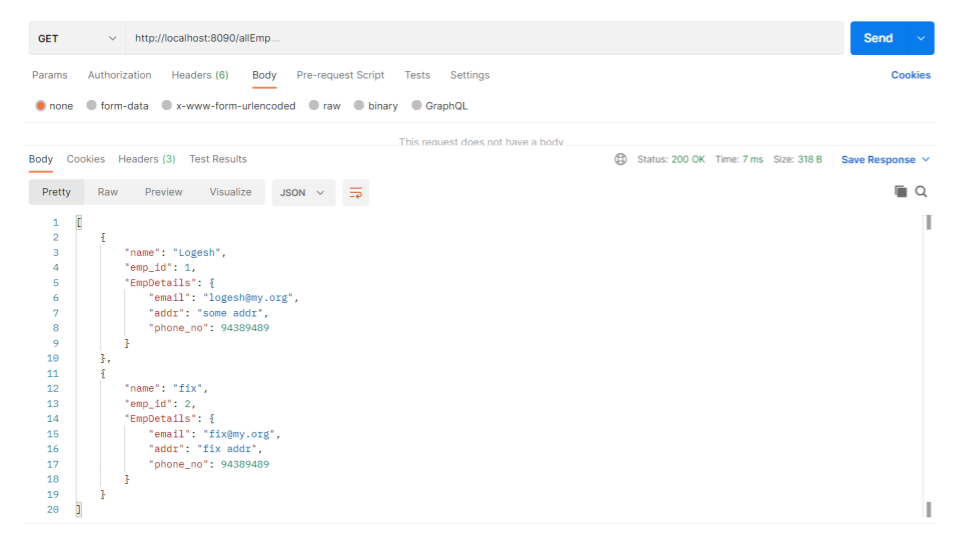 GET http://localhost:8090/allEmp... Send
Params Authorization Headers (6) Body Pre-request Script Tests Settings Cookies
none form-data x-www-form-urlencoded raw binary GraphQL
This request does not have a body
Body Cookies Headers (3) Test Results Status: 200 OK Time: 7 ms Size: 318 B Save Response
Pretty Raw Preview Visualize JSON
1 [
2 {
3 "name": "Logesh",
4 "emp_id": 1,
5 "EmpDetails": {
6 "email": "logesh@my.org",
7 "addr": "some addr",
8 "phone_no": 94389489
9 }
10 },
11 {
12 "name": "fix",
13 "emp_id": 2,
14 "EmpDetails": {
15 "email": "fix@my.org",
16 "addr": "fix addr",
17 "phone_no": 94389489
18 }
19 }
20 ]